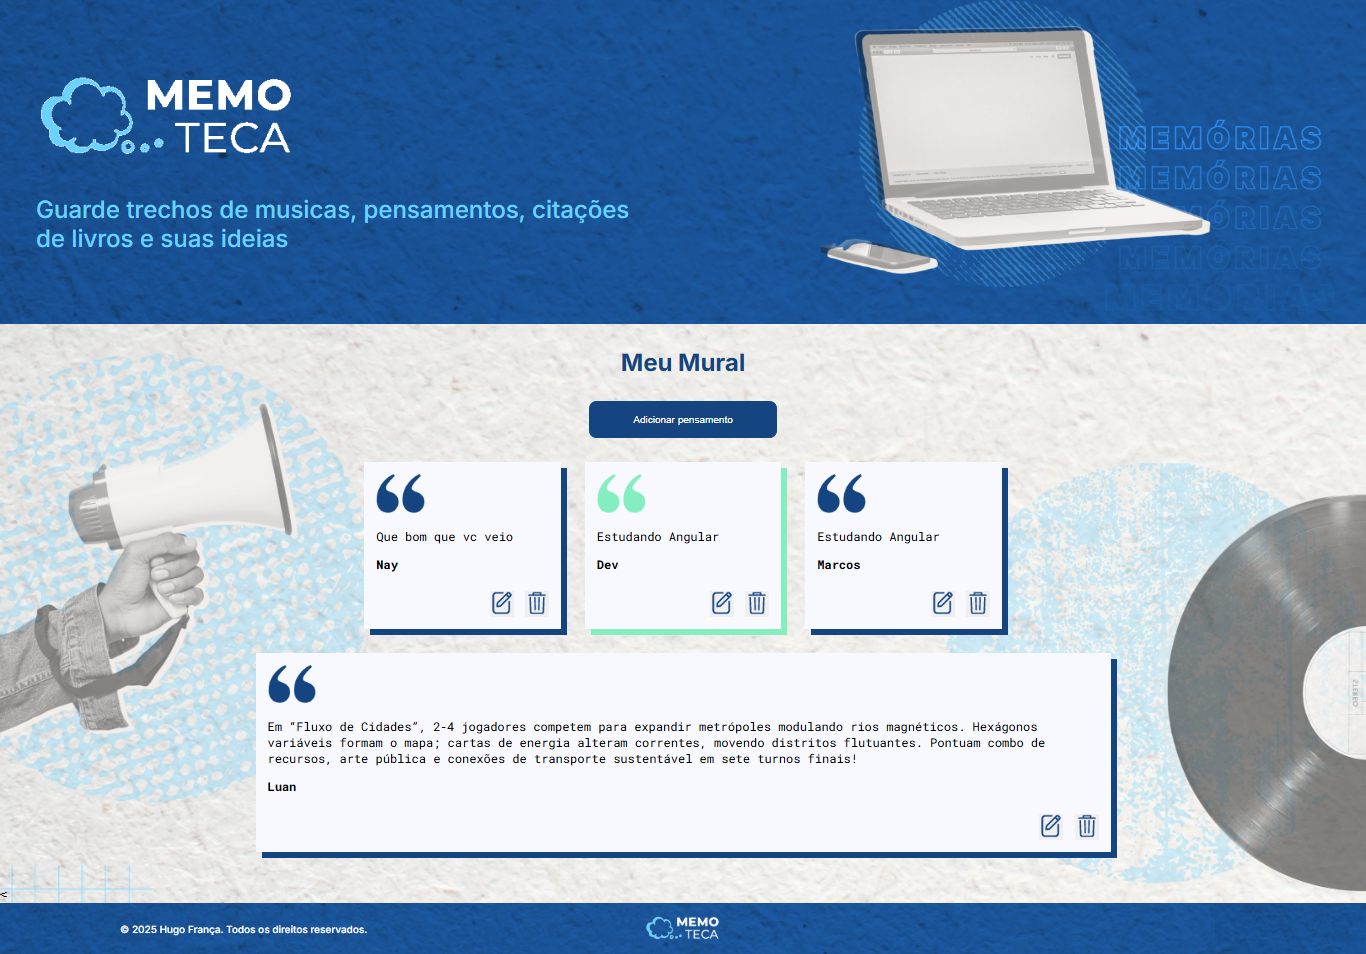 MEMO
TECA
Guarde trechos de musicas, pensamentos, citações
de livros e suas ideias
MEMÓRIAS
MEMÓRIAS
MEMÓRIAS
MEMÓRIAS
Meu Mural
Adicionar pensamento
Que bom que vc veio
Nay
Estudando Angular
Dev
Estudando Angular
Marcos
Em “Fluxo de Cidades”, 2-4 jogadores competem para expandir metrópoles modulando rios magnéticos. Hexágonos
variáveis formam o mapa; cartas de energia alteram correntes, movendo distritos flutuantes. Pontuam combo de
recursos, arte pública e conexões de transporte sustentável em sete turnos finais!
Luan
STEREO
<
© 2025 Hugo França. Todos os direitos reservados.
MEMO
TECA